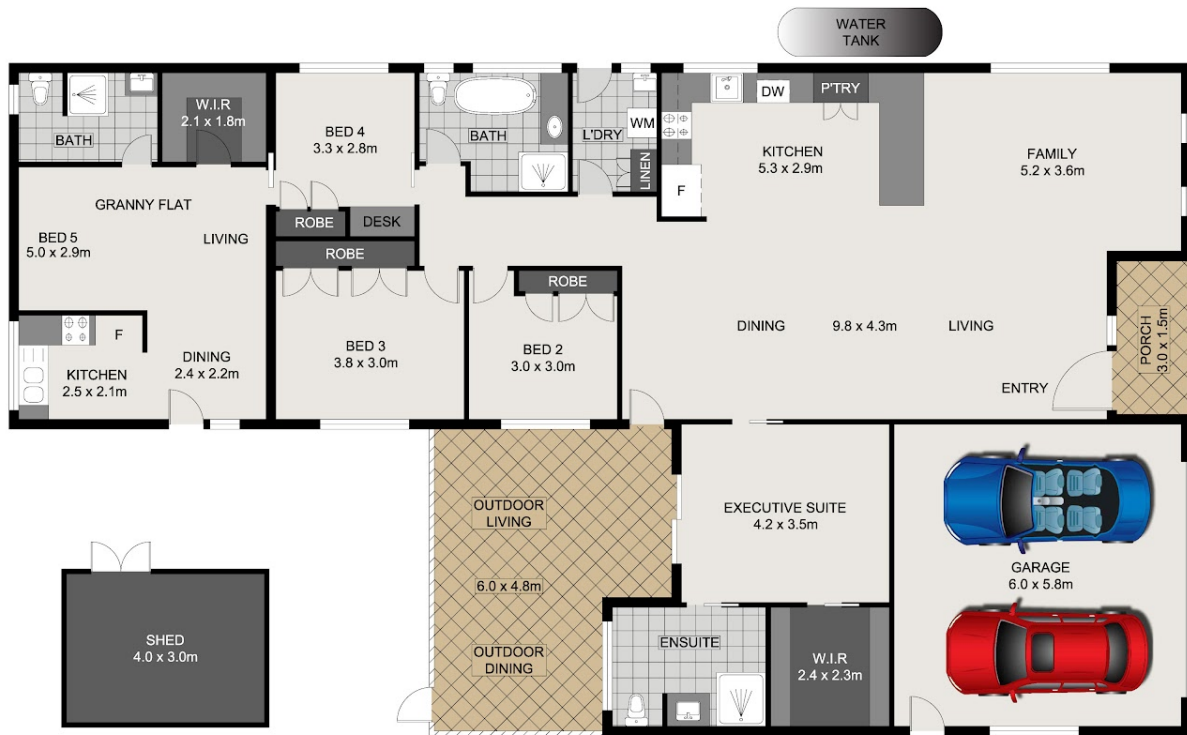 WATER
TANK
W.I.R
2.1 x 1.8m
BATH
BED 4
3.3 x 2.8m
BATH
L'DRY
WM
LINEN
DW
P'TRY
KITCHEN
5.3 x 2.9m
F
FAMILY
5.2 x 3.6m
GRANNY FLAT
BED 5
5.0 x 2.9m
LIVING
ROBE
DESK
ROBE
ROBE
KITCHEN
2.5 x 2.1m
F
DINING
2.4 x 2.2m
BED 3
3.8 x 3.0m
BED 2
3.0 x 3.0m
DINING
9.8 x 4.3m
LIVING
ENTRY
PORCH
3.0 x 1.5m
OUTDOOR
LIVING
6.0 x 4.8m
OUTDOOR
DINING
EXECUTIVE SUITE
4.2 x 3.5m
GARAGE
6.0 x 5.8m
SHED
4.0 x 3.0m
ENSUITE
W.I.R
2.4 x 2.3m